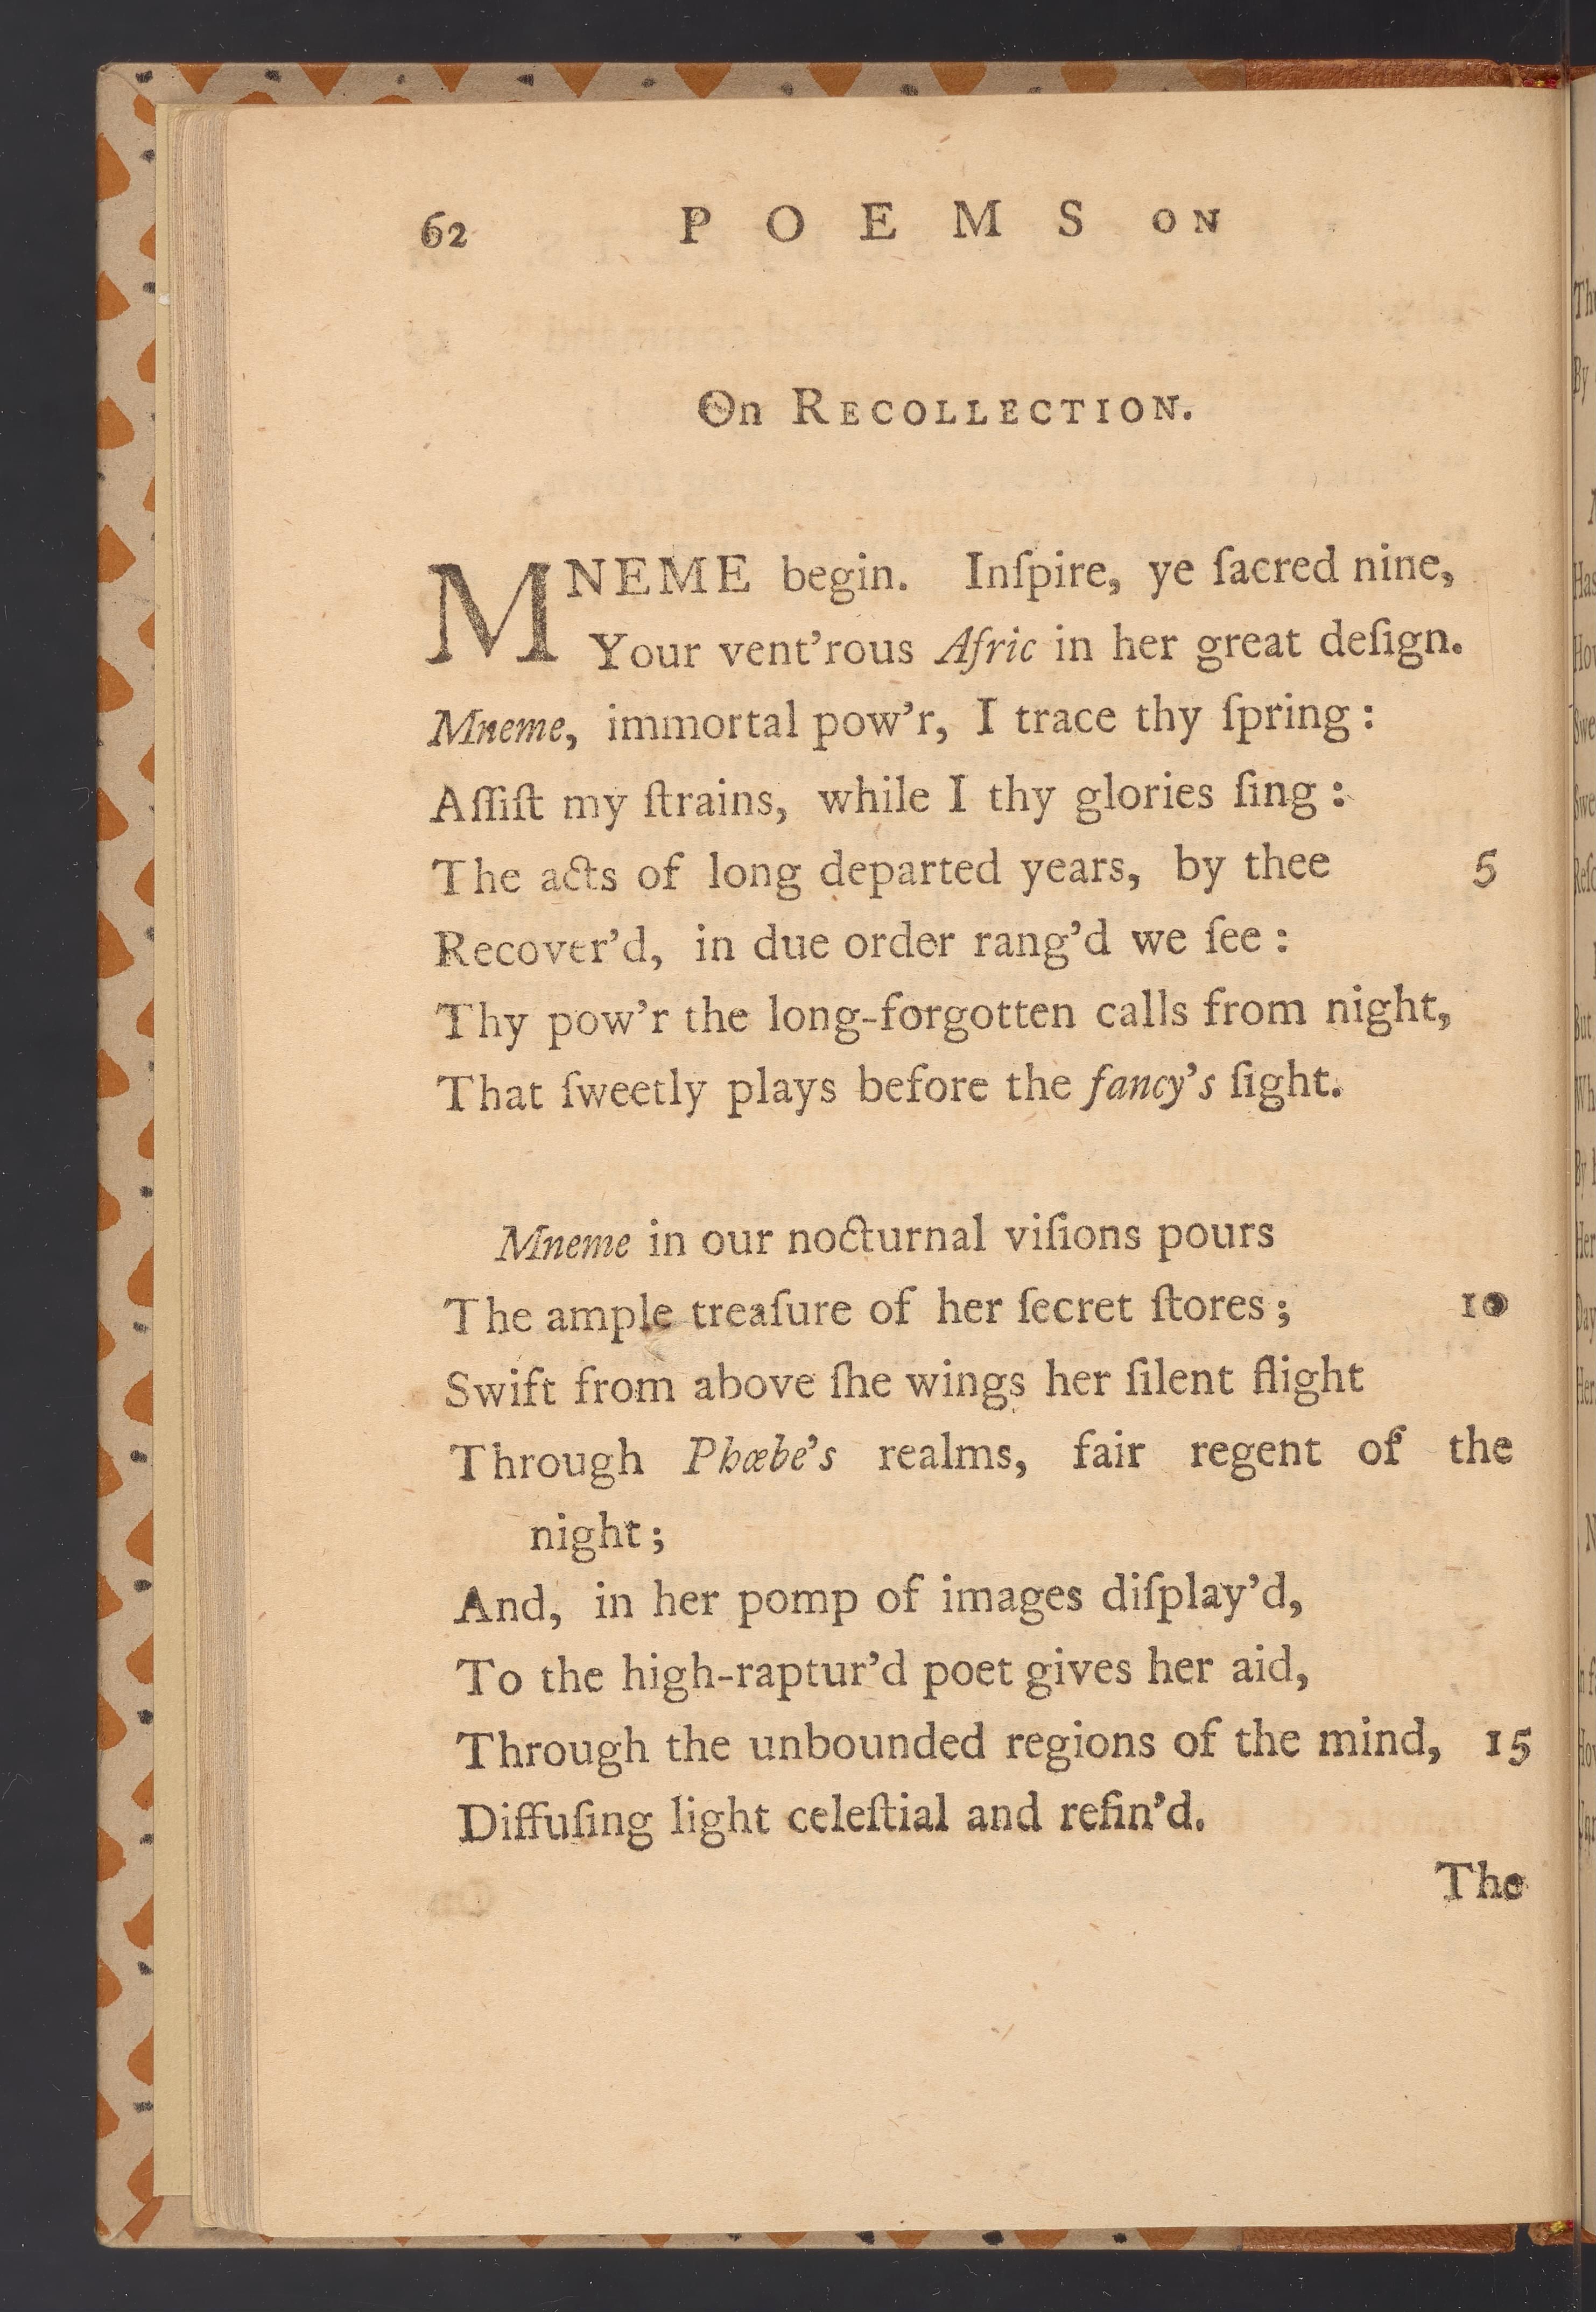 62 POEMS ON
On RECOLLECTION.
MNEME begin. Inſpire, ye ſacred nine,
Your vent'rous Afric in her great deſign.
Mneme, immortal pow'r, I trace thy ſpring:
Aſſiſt my ſtrains, while I thy glories ſing:
The acts of long departed years, by thee 5
Recover'd, in due order rang'd we ſee:
Thy pow'r the long-forgotten calls from night,
That ſweetly plays before the fancy's ſight.
Mneme in our nocturnal viſions pours
The ample treaſure of her ſecret ſtores; 10
Swift from above ſhe wings her ſilent flight
Through Phœbe's realms, fair regent of the
night;
And, in her pomp of images diſplay'd,
To the high-raptur'd poet gives her aid,
Through the unbounded regions of the mind, 15
Diffuſing light celeſtial and refin'd.
The